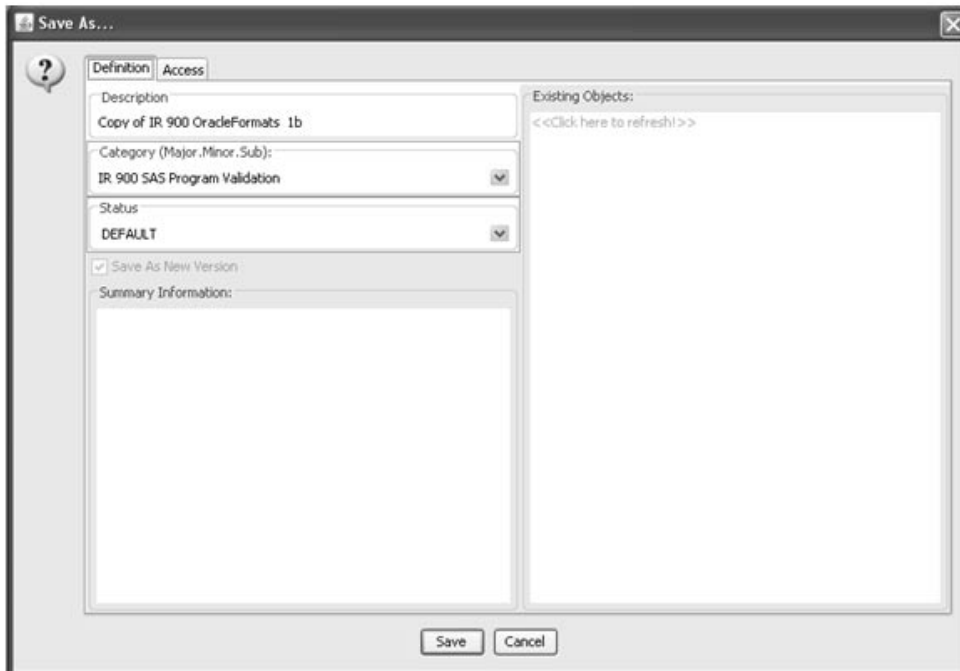 Save As...
Definition Access
Description
Copy of IR 900 OracleFormats 1b
Category (Major.Minor.Sub):
IR 900 SAS Program Validation
Status
DEFAULT
Save As New Version
Summary Information:
Existing Objects:
<<Click here to refresh!>>
Save Cancel